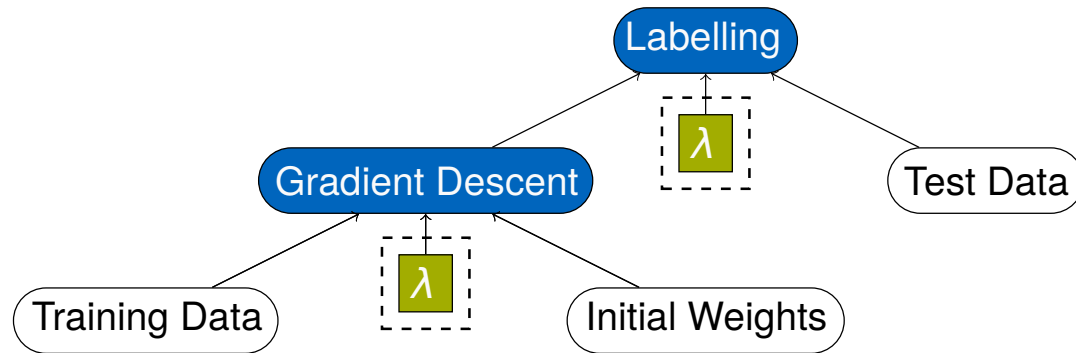 Labelling
λ
Gradient Descent
Test Data
λ
Training Data
Initial Weights